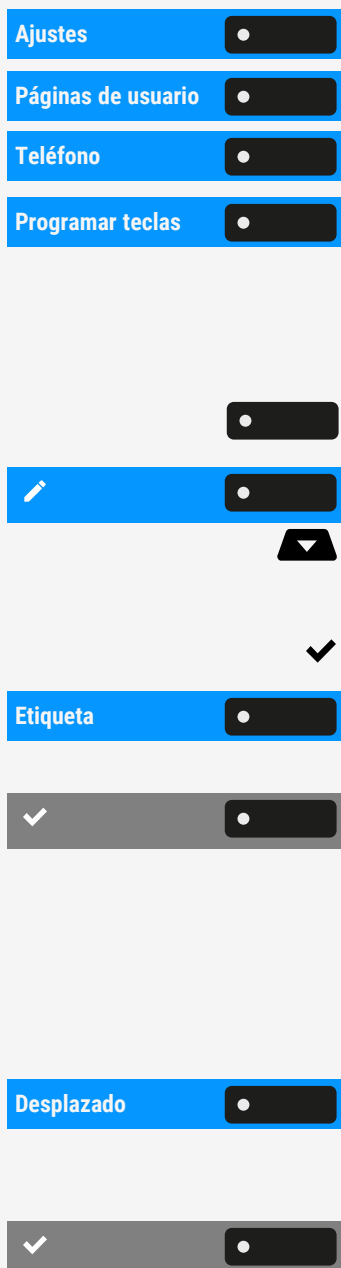 Ajustes
Páginas de usuario
Teléfono
Programar teclas
Etiqueta
Desplazado